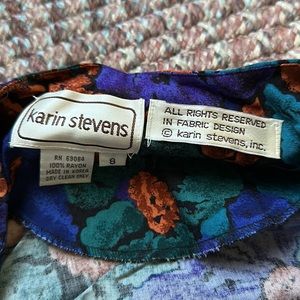 karin stevens
RN 69084
100% RAYON
MADE IN KOREA
DRY CLEAN ONLY
8
ALL RIGHTS RESERVED
IN FABRIC DESIGN
© karin stevens, inc.